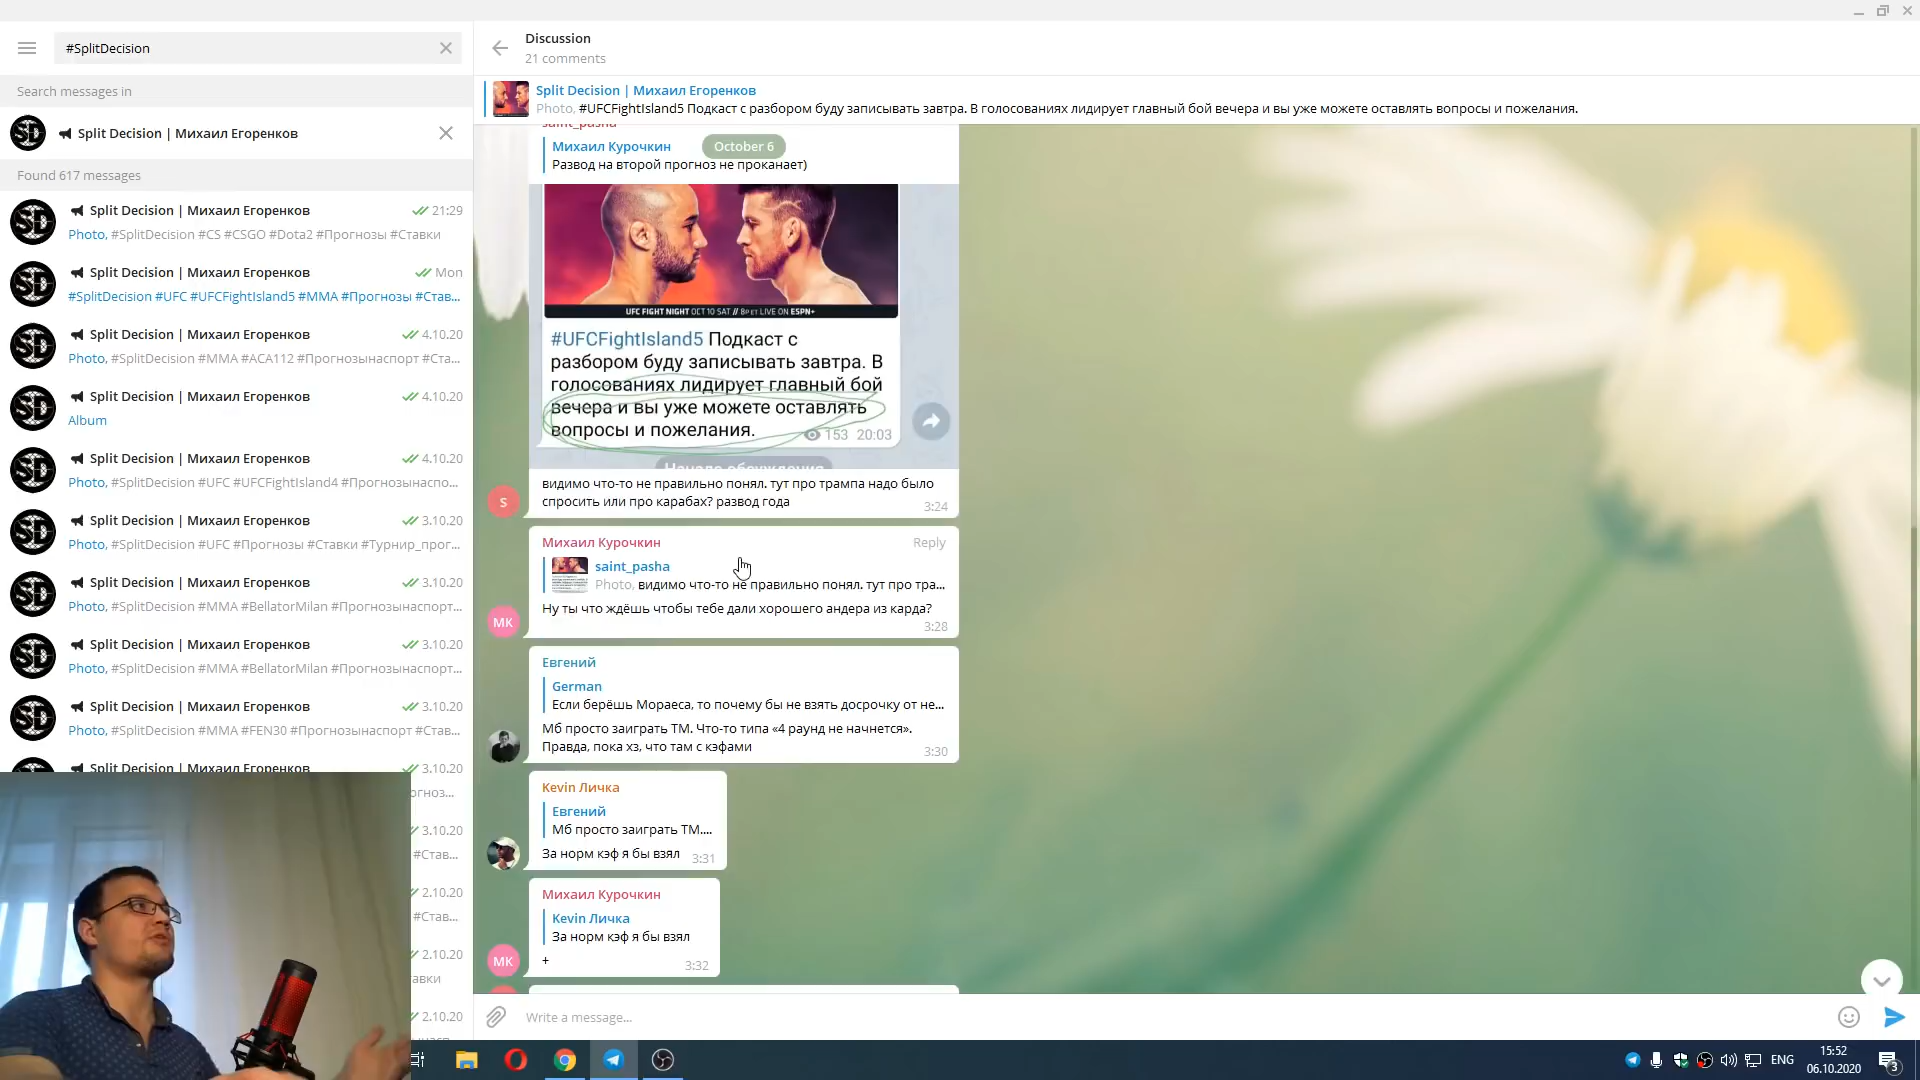 #SplitDecision
Search messages in
Split Decision | Михаил Егоренков
Found 617 messages
Split Decision | Михаил Егоренков 21:29
Photo, #SplitDecision #CS #CSGO #Dota2 #Прогнозы #Ставки
Split Decision | Михаил Егоренков Mon
#SplitDecision #UFC #UFCFightIsland5 #MMA #Прогнозы #Став...
Split Decision | Михаил Егоренков 4.10.20
Photo, #SplitDecision #MMA #ACA112 #Прогнозынаспорт #Ста...
Split Decision | Михаил Егоренков 4.10.20
Album
Split Decision | Михаил Егоренков 4.10.20
Photo, #SplitDecision #UFC #UFCFightIsland4 #Прогнозынаспо...
Split Decision | Михаил Егоренков 3.10.20
Photo, #SplitDecision #UFC #Прогнозы #Ставки #Турнир_прог...
Split Decision | Михаил Егоренков 3.10.20
Photo, #SplitDecision #MMA #BellatorMilan #Прогнозынаспорт...
Split Decision | Михаил Егоренков 3.10.20
Photo, #SplitDecision #MMA #BellatorMilan #Прогнозынаспорт...
Split Decision | Михаил Егоренков 3.10.20
Photo, #SplitDecision #MMA #FEN30 #Прогнозынаспорт #Став...
Split Decision | Михаил Егоренков 3.10.20
3.10.20
#Став...
2.10.20
#Став...
2.10.20
2.10.20
Discussion
21 comments
Split Decision | Михаил Егоренков
Photo, #UFCFightIsland5 Подкаст с разбором буду записывать завтра. В голосованиях лидирует главный бой вечера и вы уже можете оставлять вопросы и пожелания.
saint_pasha
October 6
Михаил Курочкин
Развод на второй прогноз не проканает)
UFC FIGHT NIGHT OCT 10 SAT // 8P ET LIVE ON ESPN+
#UFCFightIsland5 Подкаст с
разбором буду записывать завтра. В
голосованиях лидирует главный бой
вечера и вы уже можете оставлять
вопросы и пожелания. 153 20:03
Начало обсуждения
видимо что-то не правильно понял. тут про трампа надо было
спросить или про карабах? развод года 3:24
S
Михаил Курочкин Reply
saint_pasha
Photo, видимо что-то не правильно понял. тут про тра...
Ну ты что ждёшь чтобы тебе дали хорошего андера из карда?
3:28
MK
Евгений
German
Если берёшь Мораеса, то почему бы не взять досрочку от не...
Мб просто заиграть ТМ. Что-то типа «4 раунд не начнется».
Правда, пока хз, что там с кэфами 3:30
Kevin Личка
Евгений
Мб просто заиграть ТМ....
За норм кэф я бы взял 3:31
Михаил Курочкин
Kevin Личка
За норм кэф я бы взял
+ 3:32
MK
Write a message...
ENG
15:52
06.10.2020
3